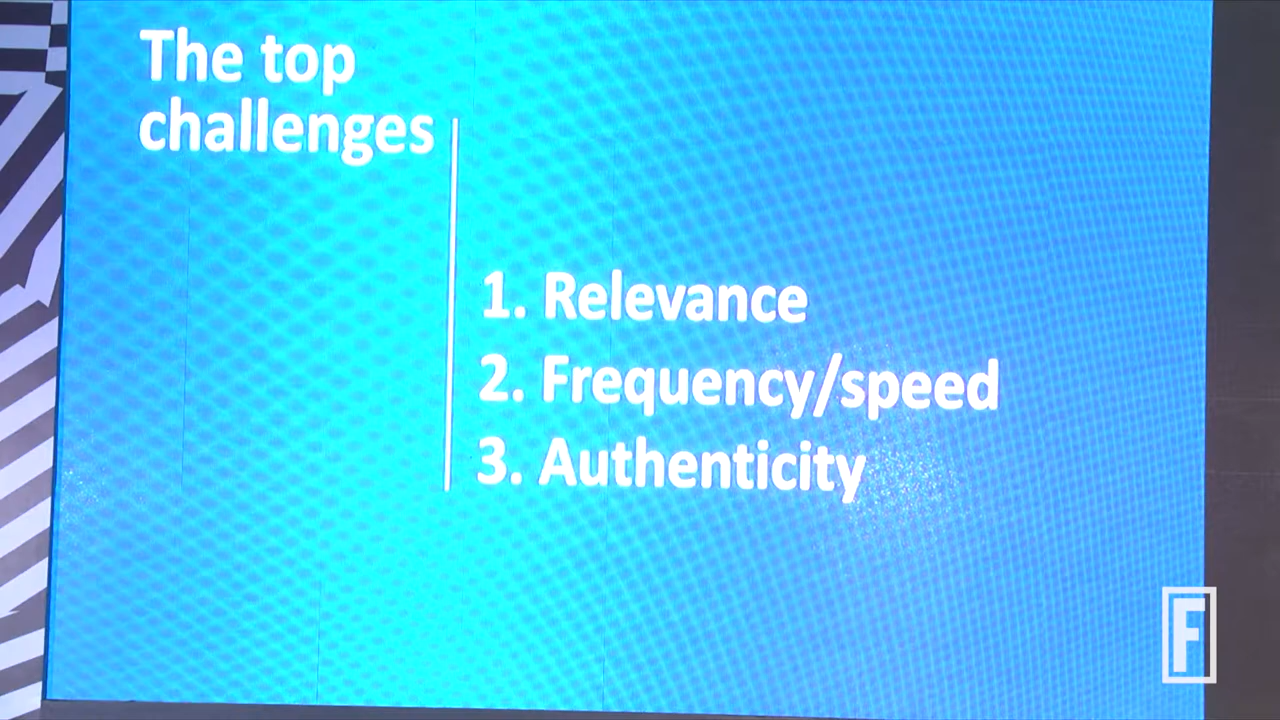 The top
challenges
1. Relevance
2. Frequency/speed
3. Authenticity
F